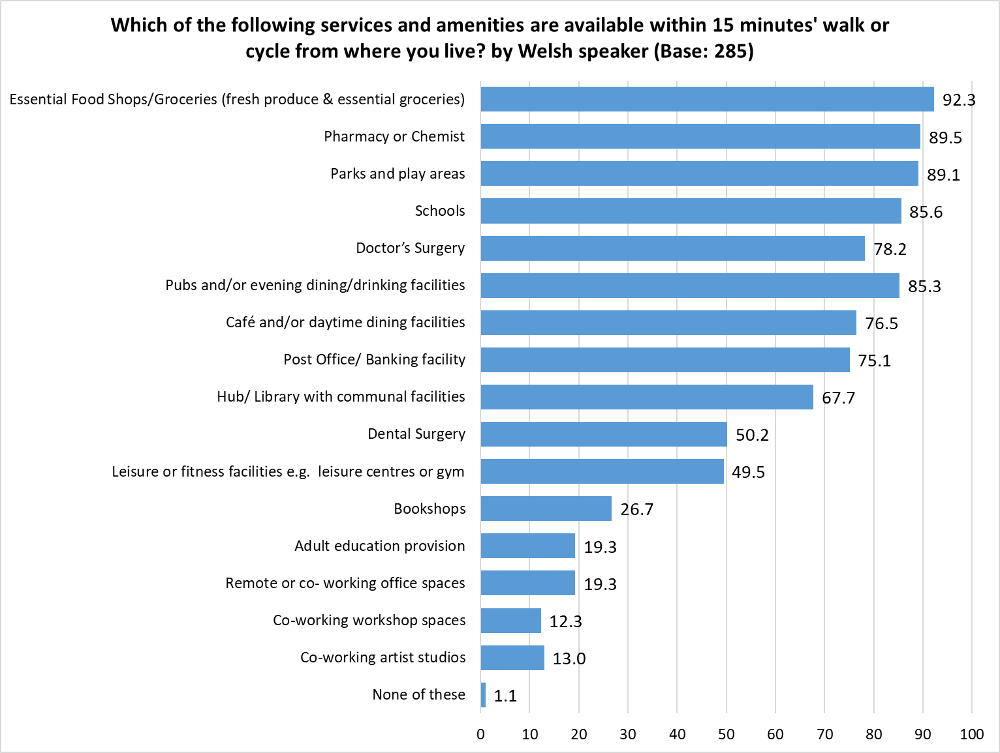 Which of the following services and amenities are available within 15 minutes' walk or
cycle from where you live? by Welsh speaker (Base: 285)
Essential Food Shops/Groceries (fresh produce & essential groceries) 92.3
Pharmacy or Chemist 89.5
Parks and play areas 89.1
Schools 85.6
Doctor’s Surgery 78.2
Pubs and/or evening dining/drinking facilities 85.3
Café and/or daytime dining facilities 76.5
Post Office/ Banking facility 75.1
Hub/ Library with communal facilities 67.7
Dental Surgery 50.2
Leisure or fitness facilities e.g.  leisure centres or gym 49.5
Bookshops 26.7
Adult education provision 19.3
Remote or co- working office spaces 19.3
Co-working workshop spaces 12.3
Co-working artist studios 13.0
None of these 1.1
0 10 20 30 40 50 60 70 80 90 100